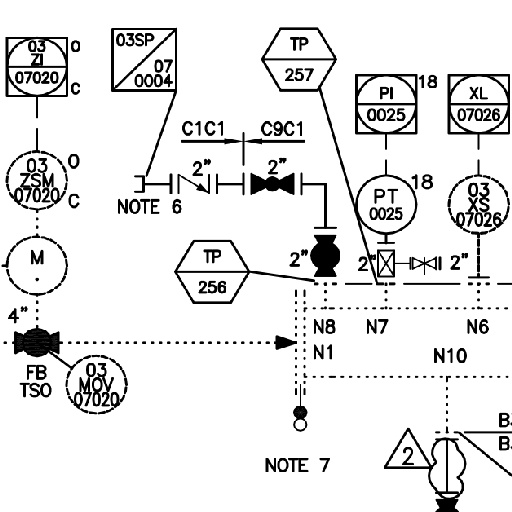 03
ZI
07020
O
C
03SP
07
0004
TP
257
PI
0025
18
XL
07026
C1C1
C9C1
2"
2"
NOTE 6
03
ZSM
07020
O
C
PT
0025
18
03
XS
07026
M
TP
256
2"
2"
2"
4"
N8
N7
N6
N1
N10
FB
TSO
03
MOV
07020
NOTE 7
2